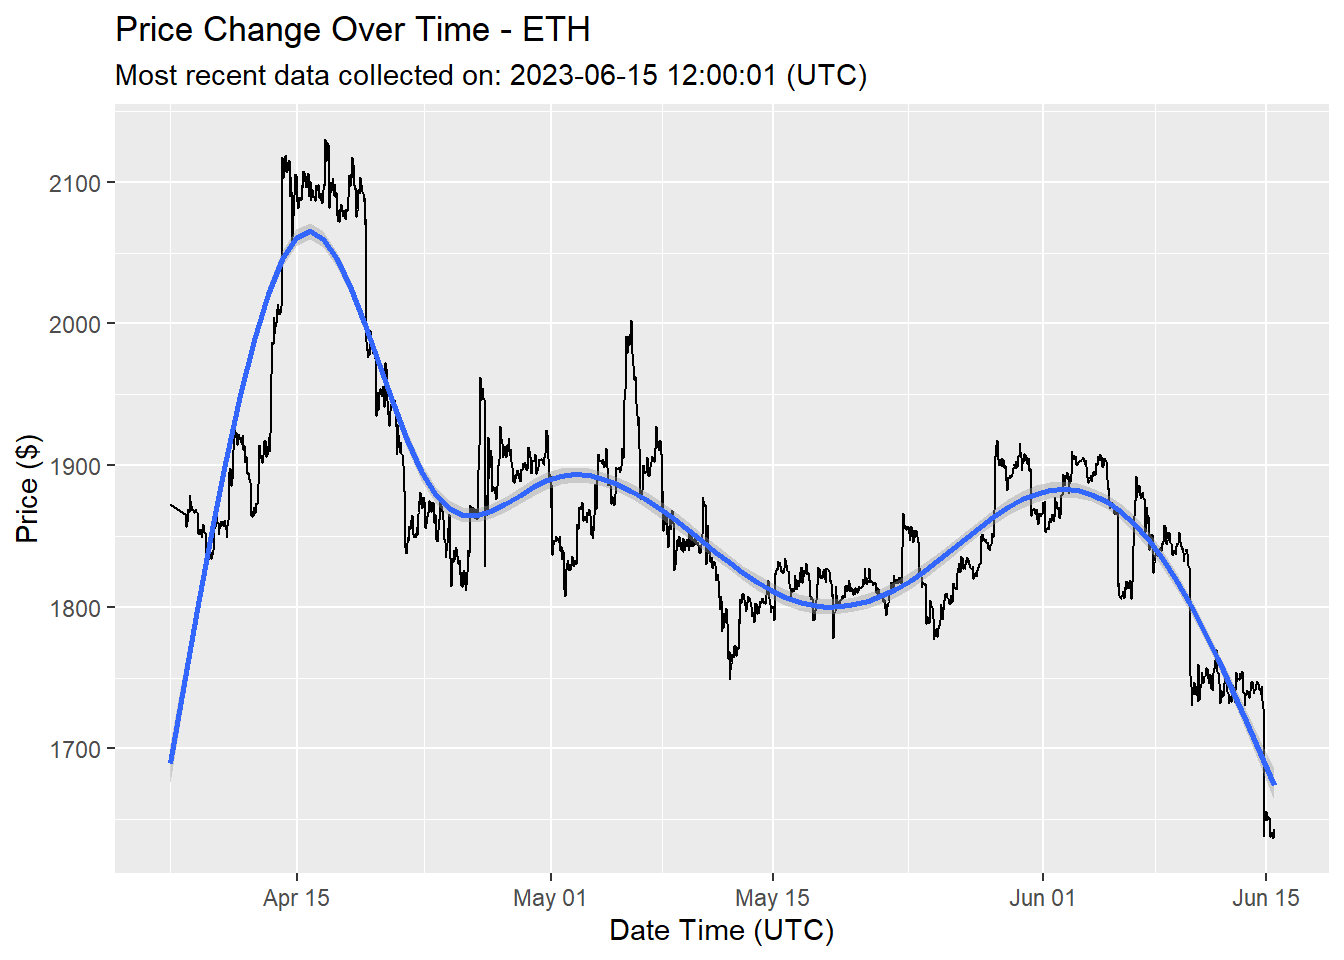 Price Change Over Time - ETH
Most recent data collected on: 2023-06-15 12:00:01 (UTC)
Price ($)
2100
2000
1900
1800
1700
Apr 15
May 01
May 15
Jun 01
Jun 15
Date Time (UTC)